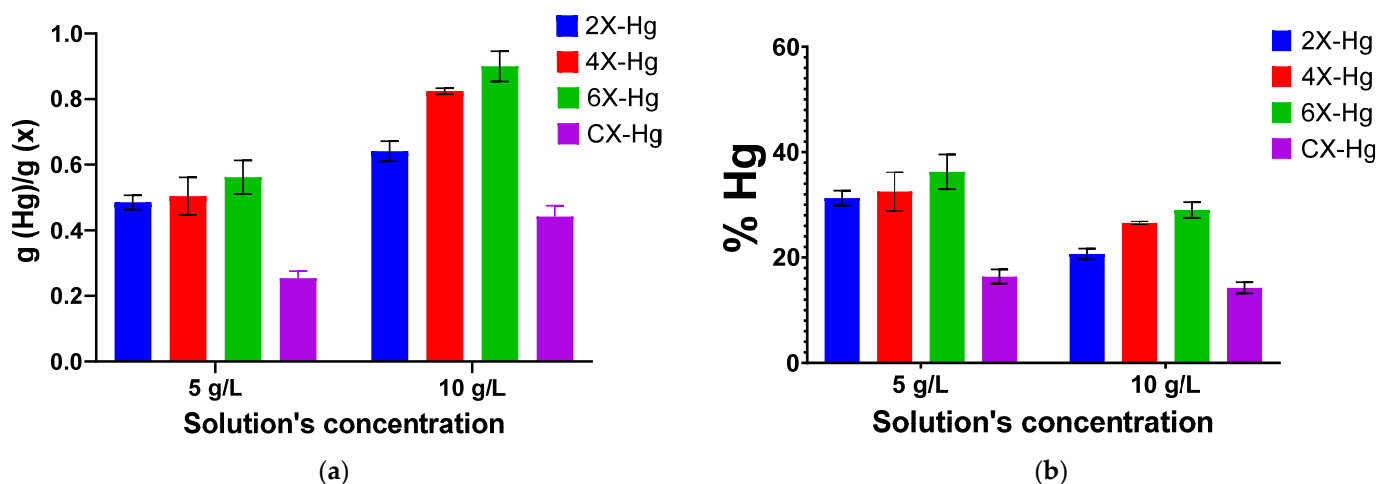 1.0
0.8
0.6
0.4
0.2
0.0
g (Hg)/g (x)
2X-Hg
4X-Hg
6X-Hg
CX-Hg
5 g/L
10 g/L
Solution's concentration
(a)
60
40
20
0
% Hg
2X-Hg
4X-Hg
6X-Hg
CX-Hg
5 g/L
10 g/L
Solution's concentration
(b)